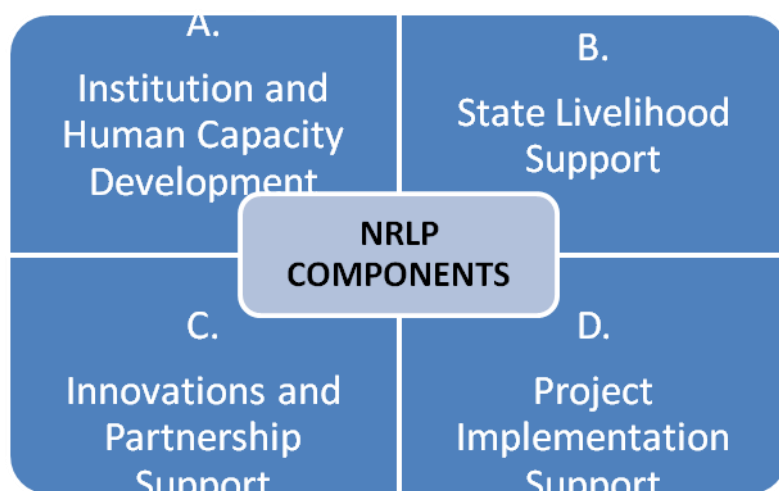 A.
Institution and
Human Capacity
Development
B.
State Livelihood
Support
NRLP
COMPONENTS
C.
Innovations and
Partnership
Support
D.
Project
Implementation
Support